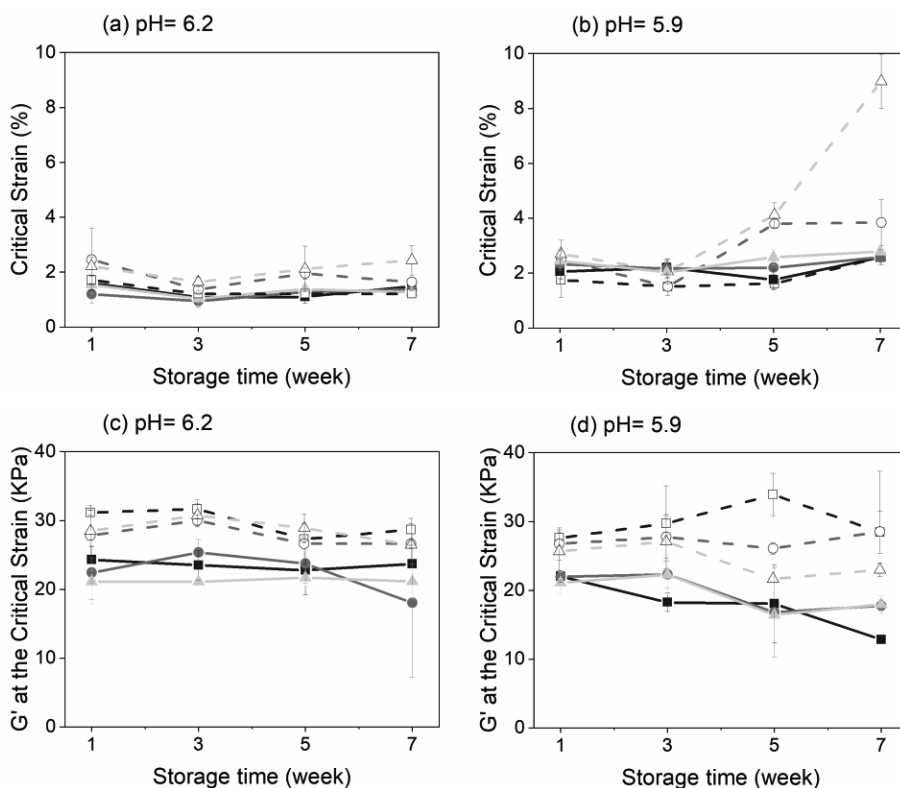 (a) pH= 6.2
Critical Strain (%)
10
8
6
4
2
0
1 3 5 7
Storage time (week)
(b) pH= 5.9
Critical Strain (%)
10
8
6
4
2
0
1 3 5 7
Storage time (week)
(c) pH= 6.2
G' at the Critical Strain (KPa)
40
30
20
10
0
1 3 5 7
Storage time (week)
(d) pH= 5.9
G' at the Critical Strain (KPa)
40
30
20
10
0
1 3 5 7
Storage time (week)